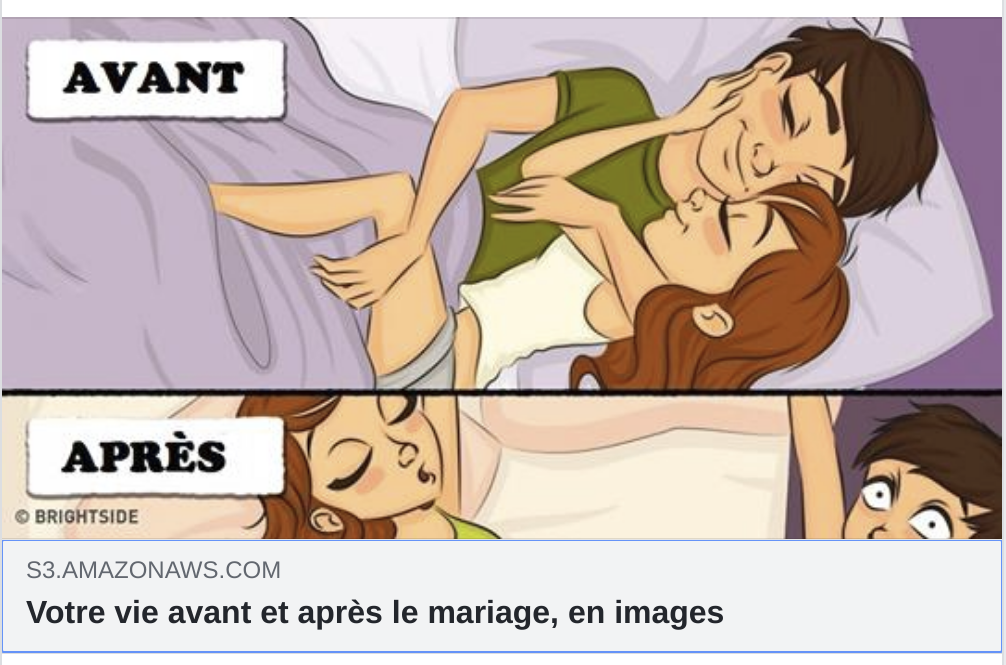 AVANT
APRÈS
© BRIGHTSIDE
S3.AMAZONAWS.COM
Votre vie avant et après le mariage, en images